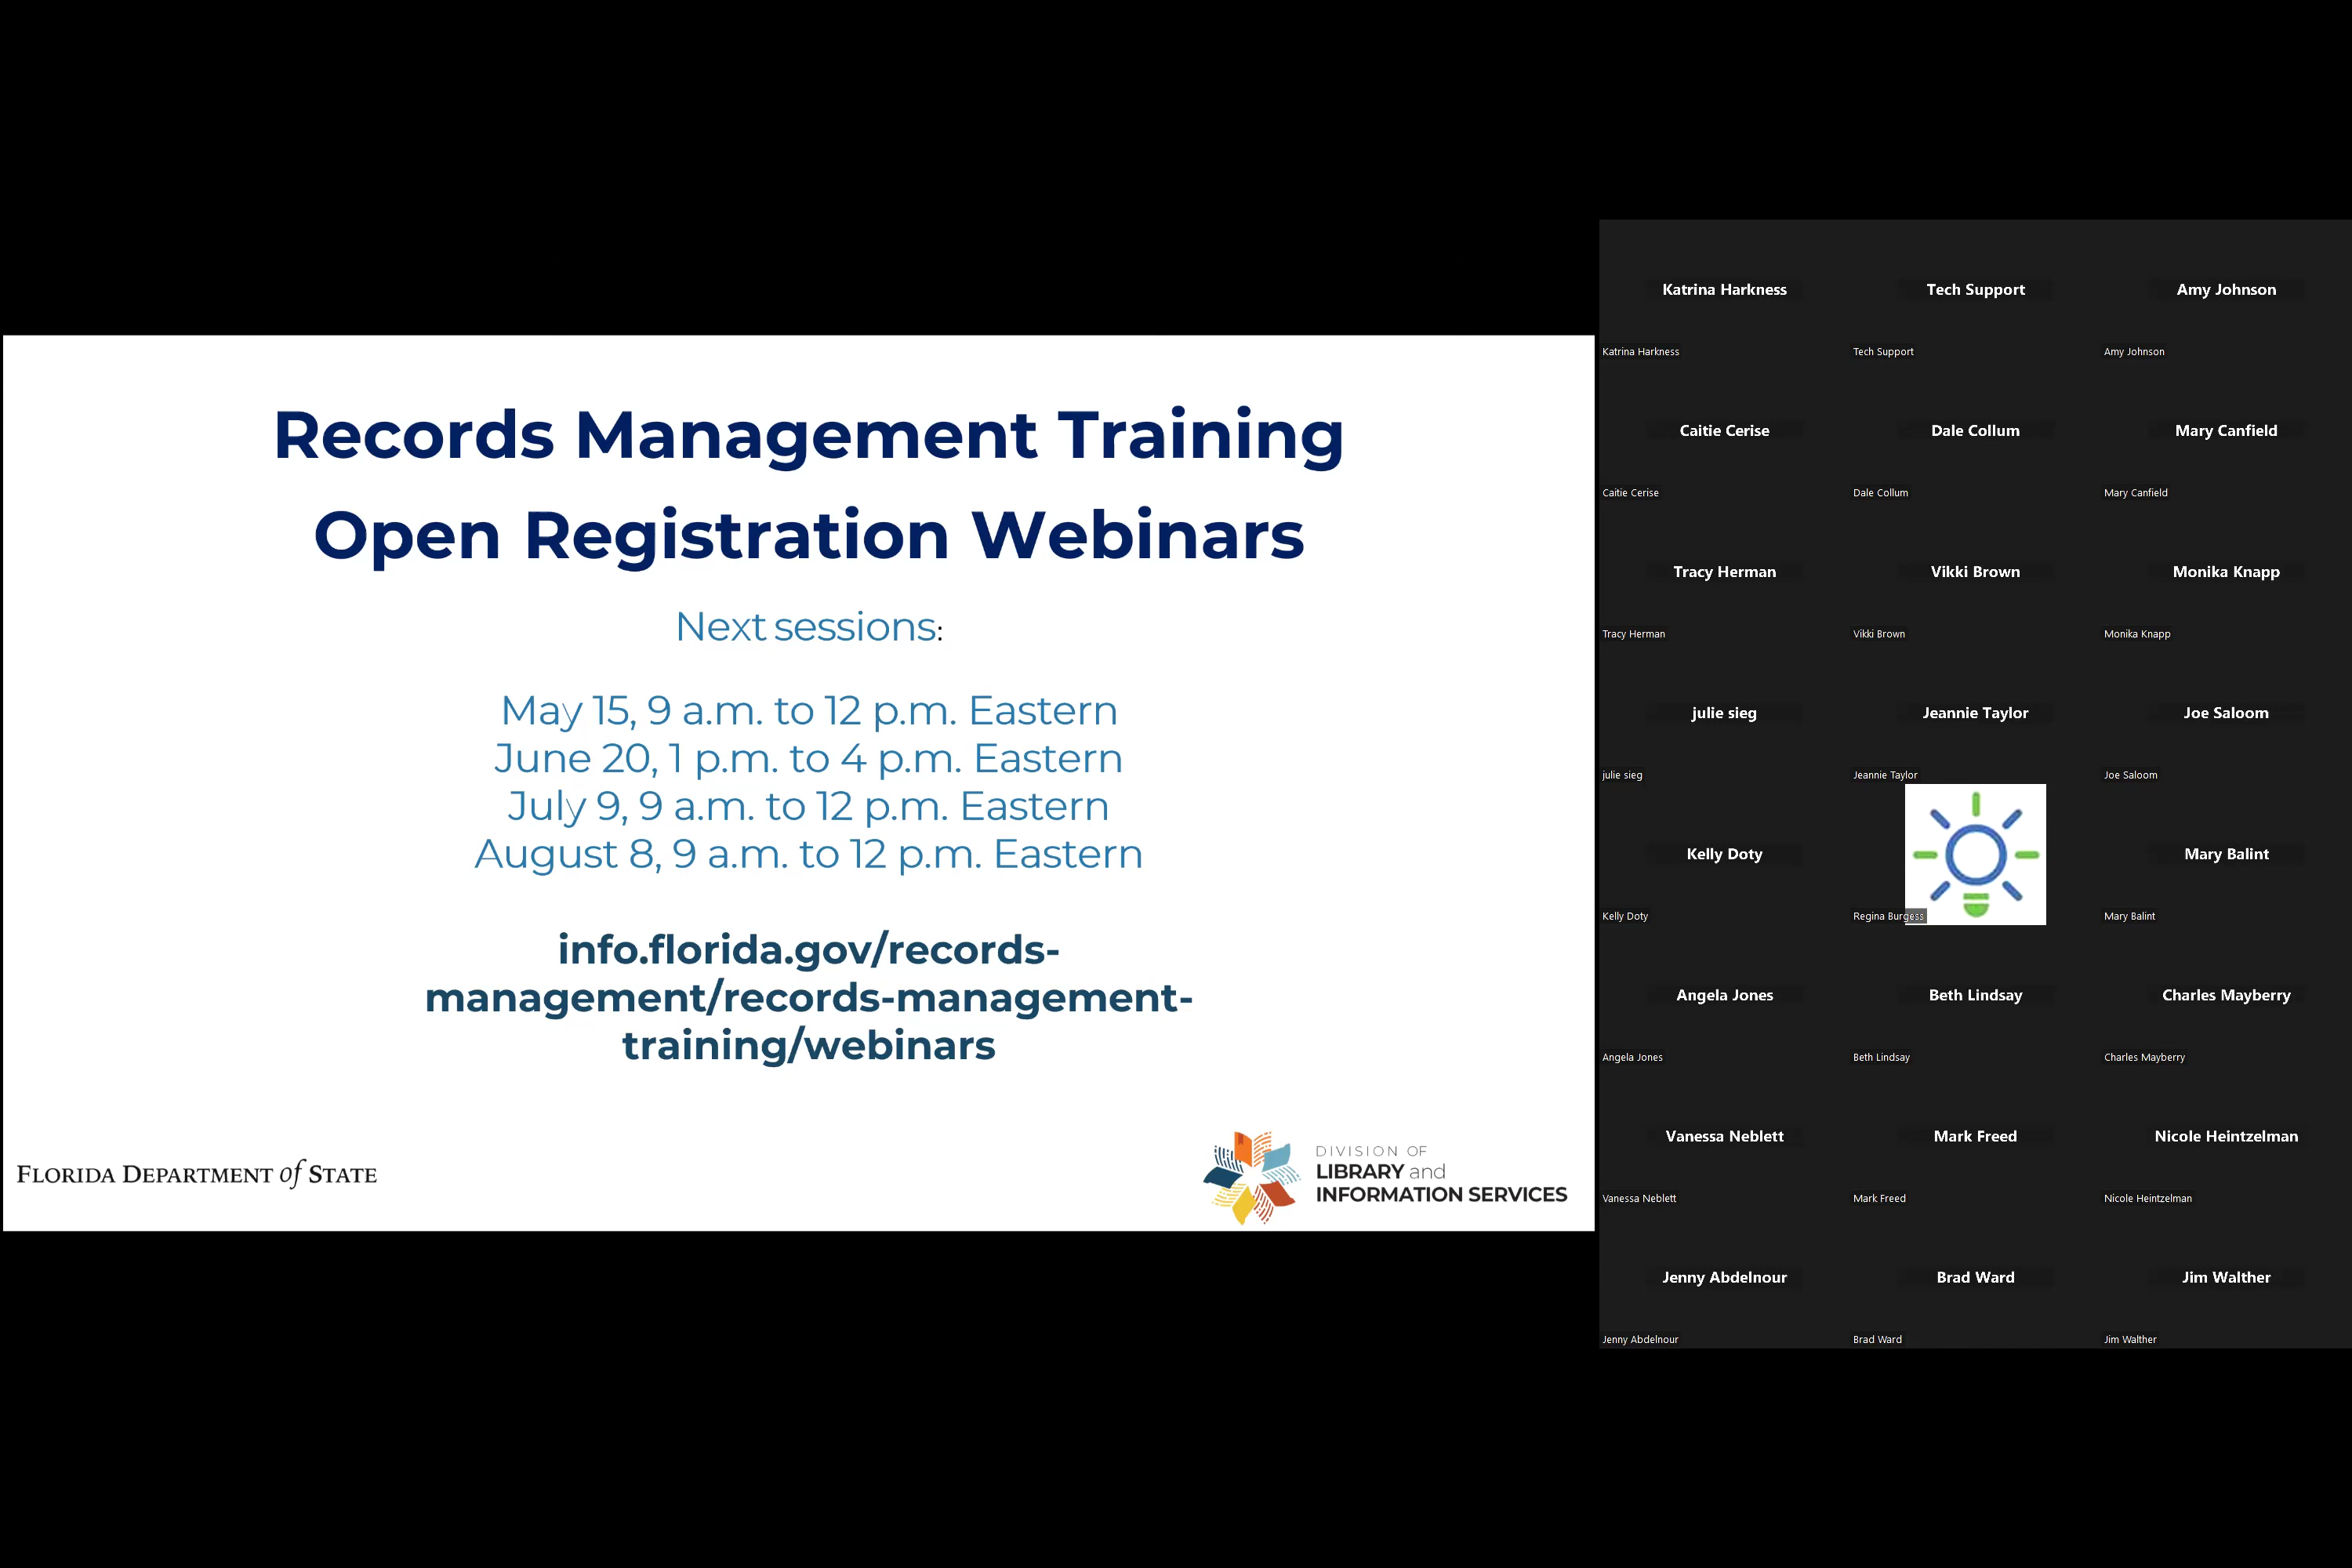 Records Management Training
Open Registration Webinars
Next sessions:
May 15, 9 a.m. to 12 p.m. Eastern
June 20, 1 p.m. to 4 p.m. Eastern
July 9, 9 a.m. to 12 p.m. Eastern
August 8, 9 a.m. to 12 p.m. Eastern
info.florida.gov/records-
management/records-management-
training/webinars
FLORIDA DEPARTMENT of STATE
DIVISION OF
LIBRARY and
INFORMATION SERVICES
Katrina Harkness
Tech Support
Amy Johnson
Katrina Harkness
Tech Support
Amy Johnson
Caitie Cerise
Dale Collum
Mary Canfield
Caitie Cerise
Dale Collum
Mary Canfield
Tracy Herman
Vikki Brown
Monika Knapp
Tracy Herman
Vikki Brown
Monika Knapp
julie sieg
Jeannie Taylor
Joe Saloom
julie sieg
Jeannie Taylor
Joe Saloom
Kelly Doty
Mary Balint
Kelly Doty
Regina Burgess
Mary Balint
Angela Jones
Beth Lindsay
Charles Mayberry
Angela Jones
Beth Lindsay
Charles Mayberry
Vanessa Neblett
Mark Freed
Nicole Heintzelman
Vanessa Neblett
Mark Freed
Nicole Heintzelman
Jenny Abdelnour
Brad Ward
Jim Walther
Jenny Abdelnour
Brad Ward
Jim Walther